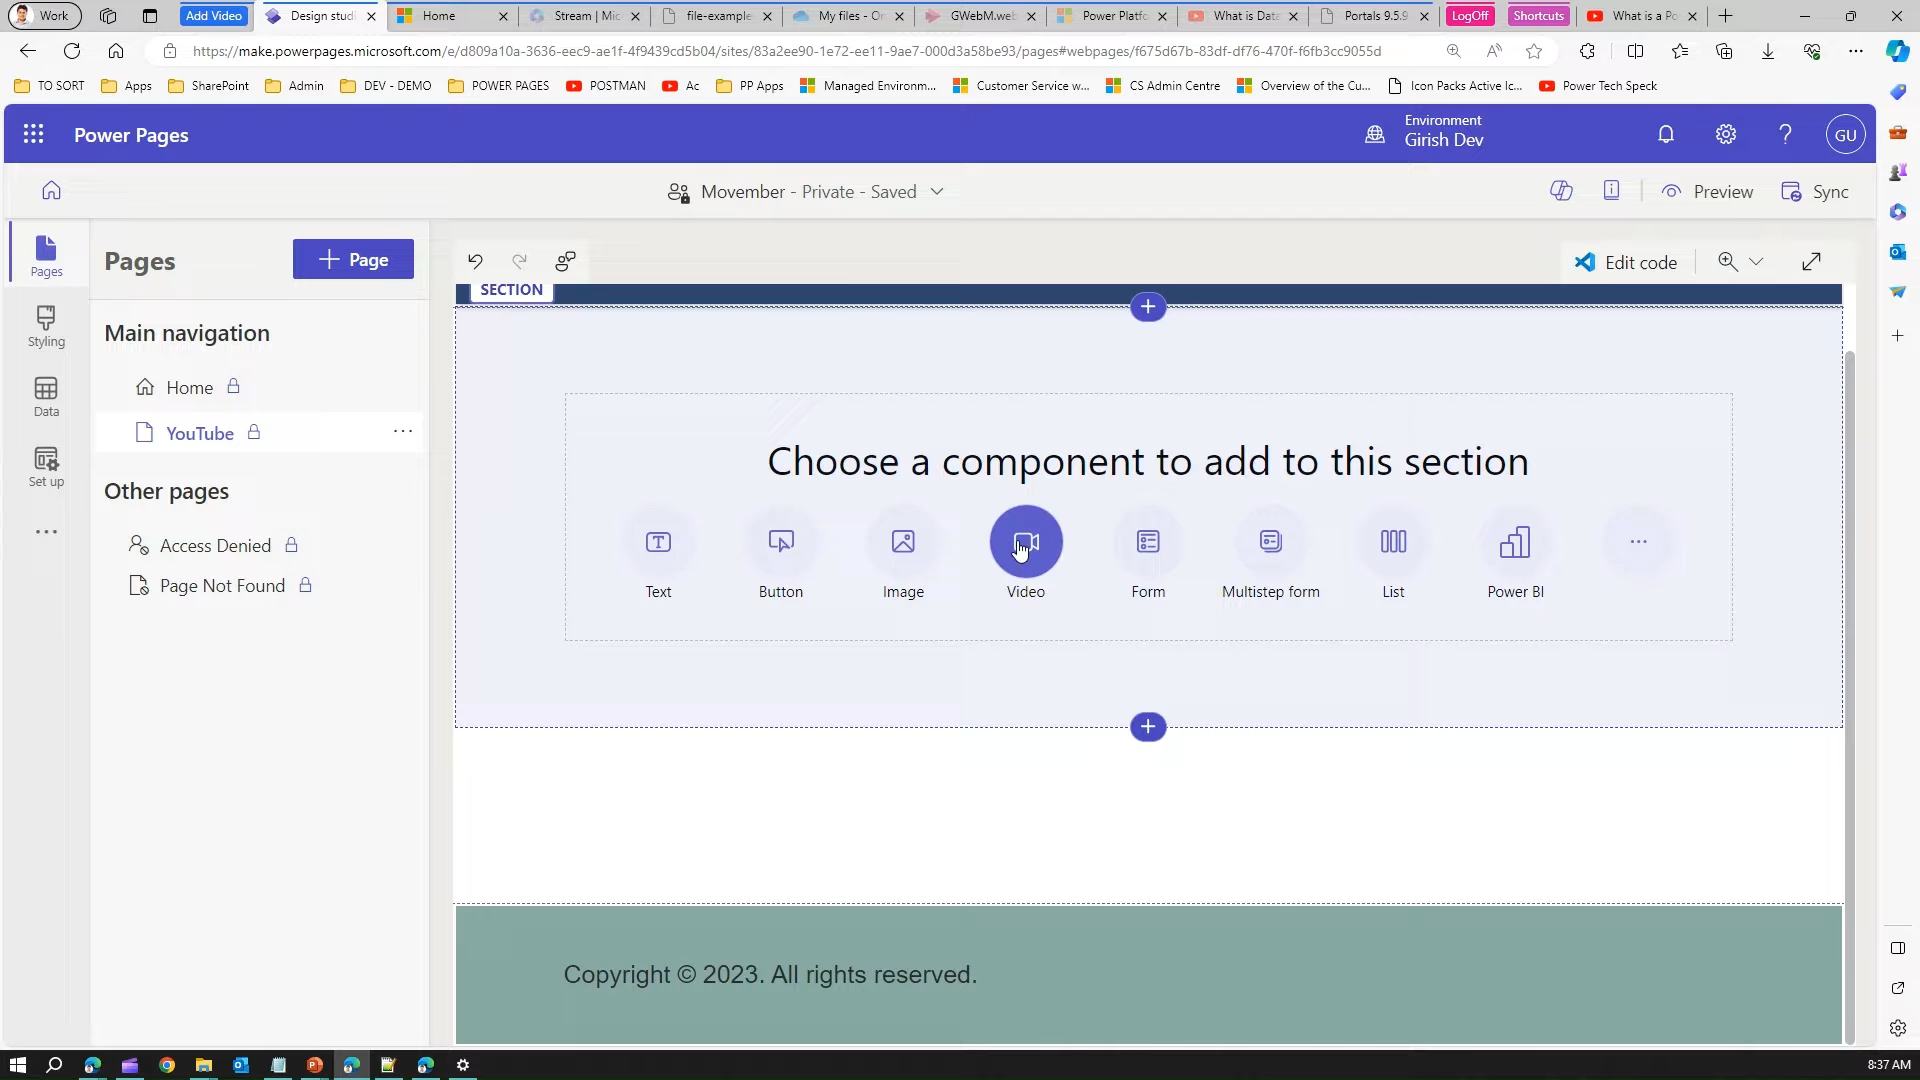 Work
Add Video
Design studi
Home
Stream | Mic
file-example
My files - On
GWebM.web
Power Platfo
What is Data
Portals 9.5.9
LogOff
Shortcuts
What is a Po
https://make.powerpages.microsoft.com/e/d809a10a-3636-eec9-ae1f-4f9439cd5b04/sites/83a2ee90-1e72-ee11-9ae7-000d3a58be93/pages#webpages/f675d67b-83df-df76-470f-f6fb3cc9055d
TO SORT
Apps
SharePoint
Admin
DEV - DEMO
POWER PAGES
POSTMAN
Ac
PP Apps
Managed Environm...
Customer Service w...
CS Admin Centre
Overview of the Cu...
Icon Packs Active Ic...
Power Tech Speck
Power Pages
Environment
Girish Dev
GU
Movember - Private - Saved
Preview
Sync
Pages
Styling
Data
Set up
Pages
Page
Main navigation
Home
YouTube
Other pages
Access Denied
Page Not Found
Edit code
SECTION
Choose a component to add to this section
Text
Button
Image
Video
Form
Multistep form
List
Power BI
Copyright © 2023. All rights reserved.
8:37 AM